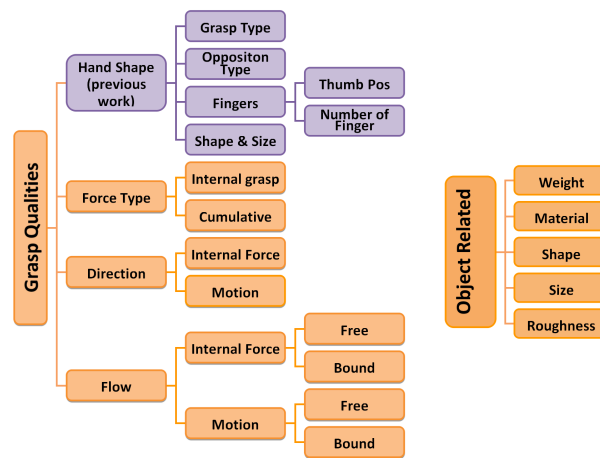 Grasp Qualities
Hand Shape
(previous
work)
Grasp Type
Oppositon
Type
Fingers
Thumb Pos
Number of
Finger
Shape & Size
Force Type
Internal grasp
Cumulative
Direction
Internal Force
Motion
Flow
Internal Force
Free
Bound
Motion
Free
Bound
Object Related
Weight
Material
Shape
Size
Roughness